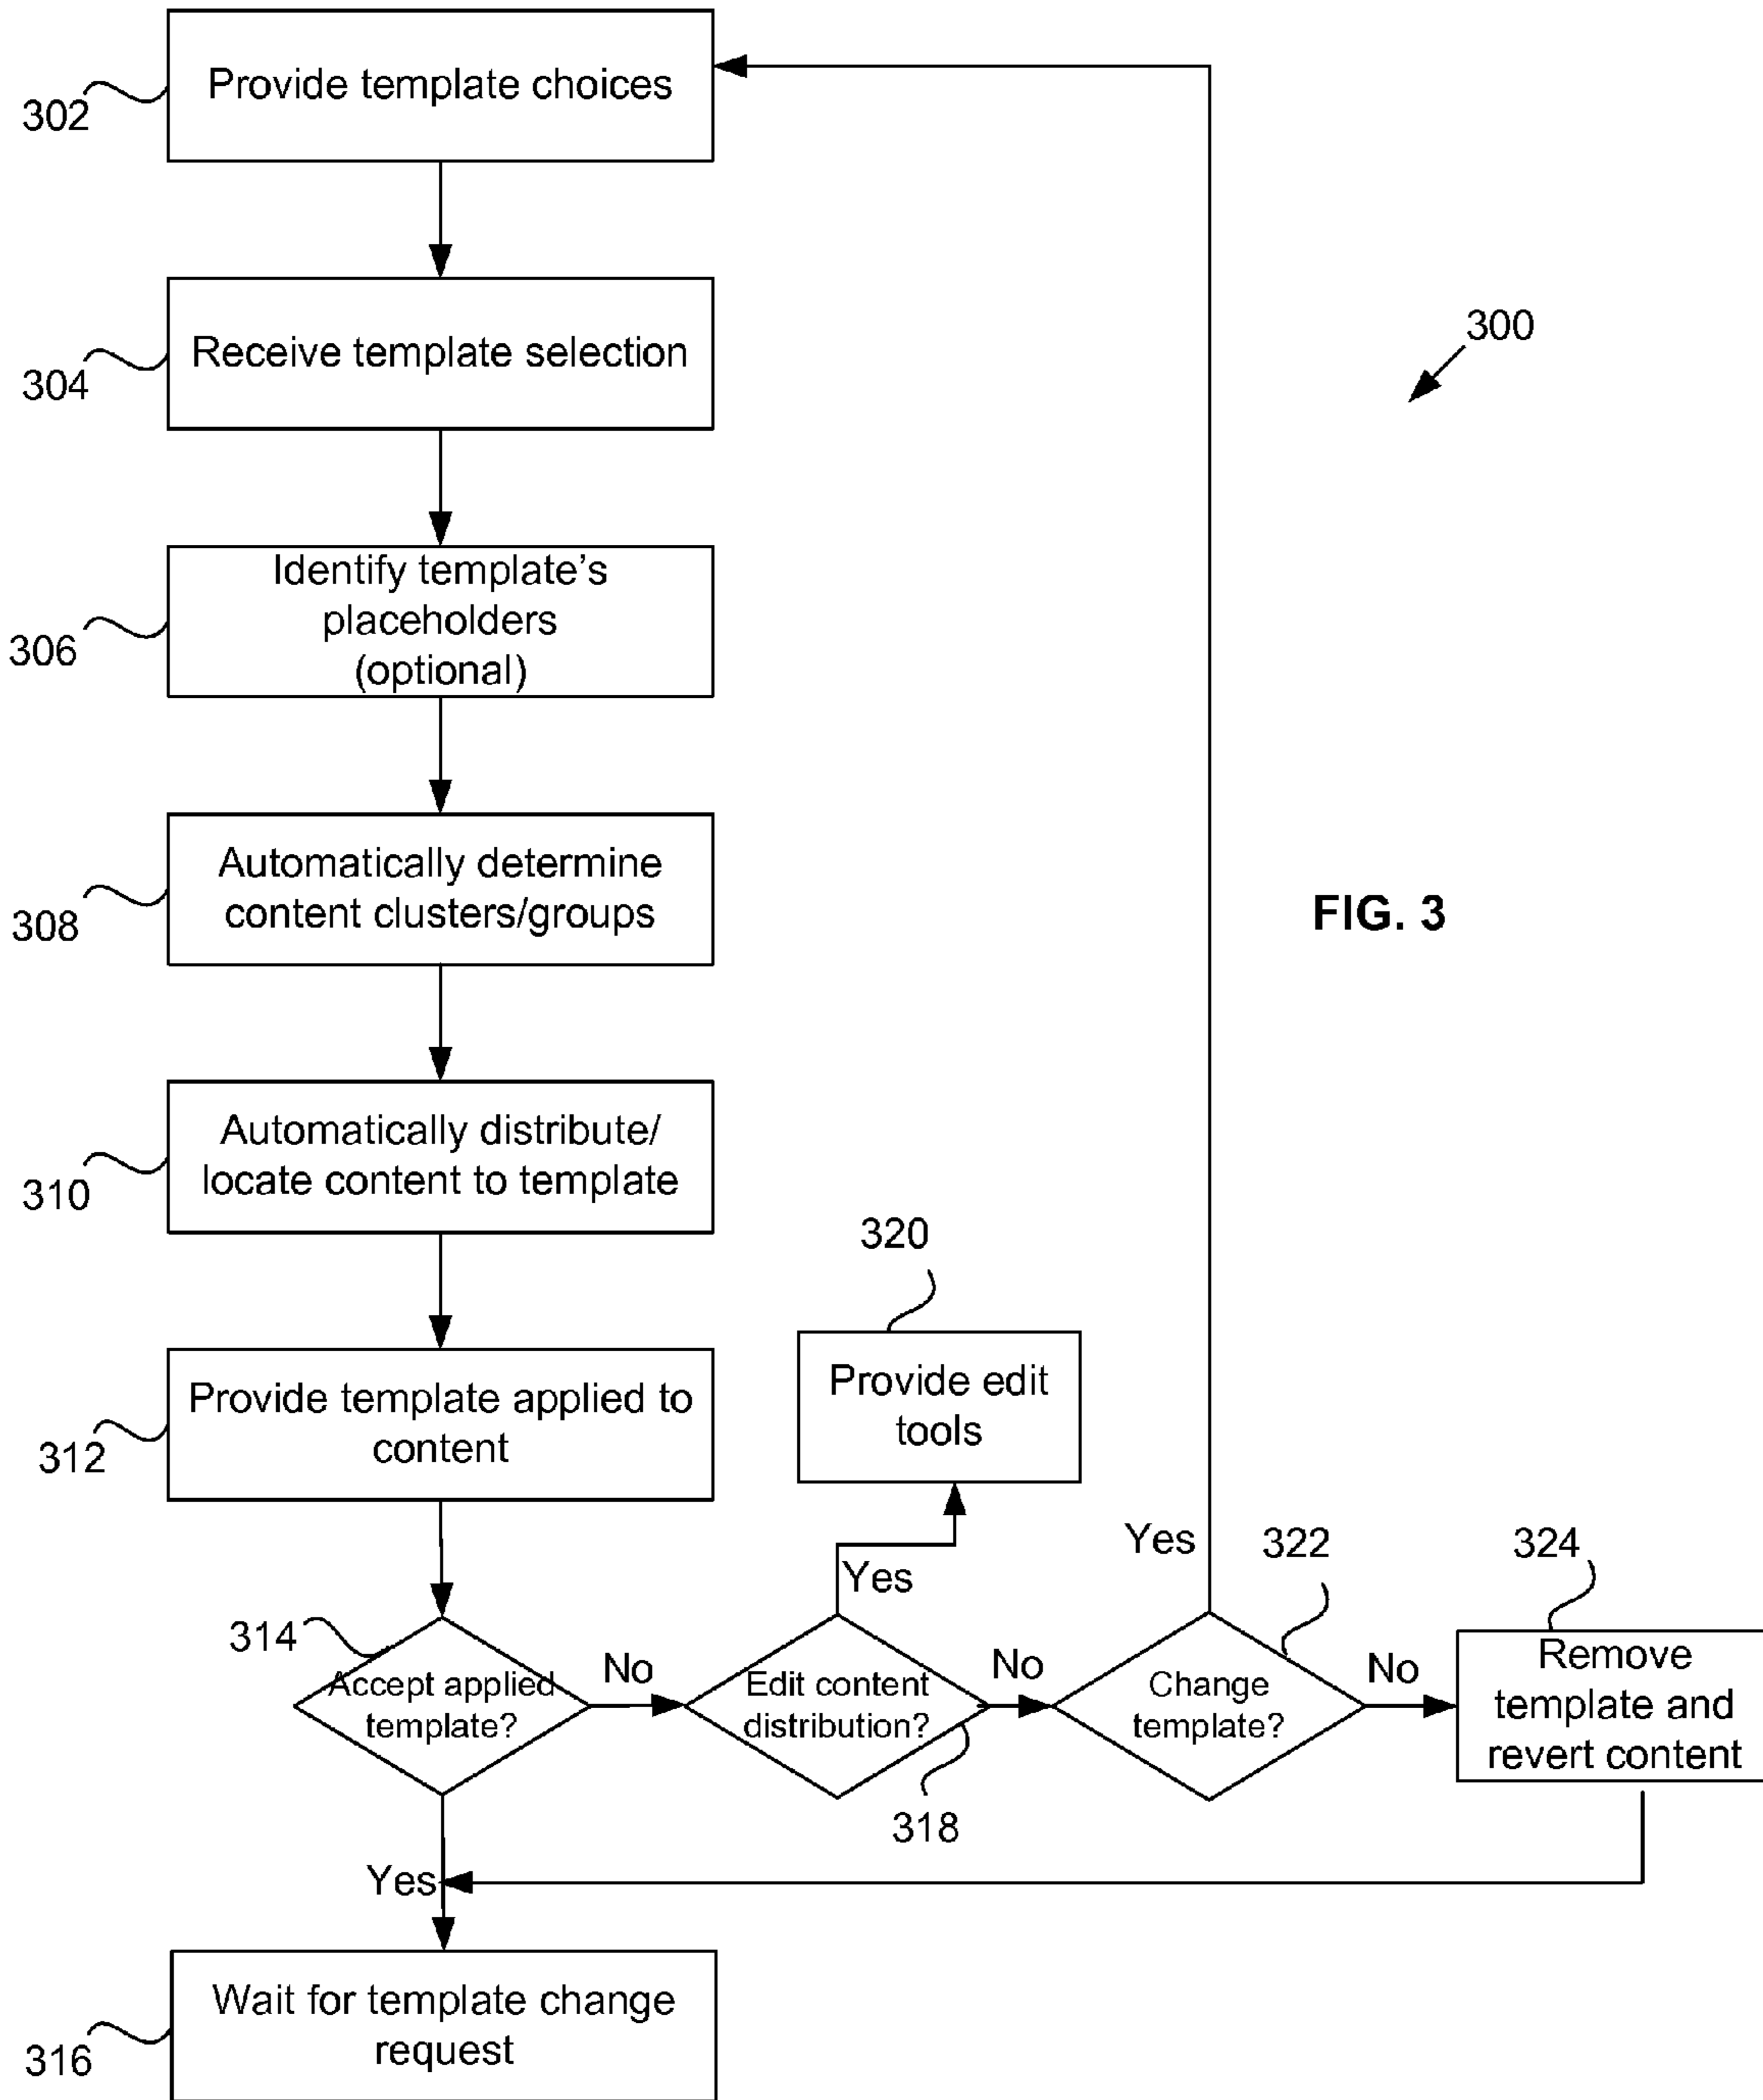 Provide template choices
302
Receive template selection
304
300
Identify template's
placeholders
(optional)
306
Automatically determine
content clusters/groups
308
FIG. 3
Automatically distribute/
locate content to template
310
320
Provide edit
tools
Provide template applied to
content
312
Yes
322
324
Yes
314
Accept applied
template?
No
Edit content
distribution?
No
Change
template?
No
Remove
template and
revert content
318
Yes
Wait for template change
request
316